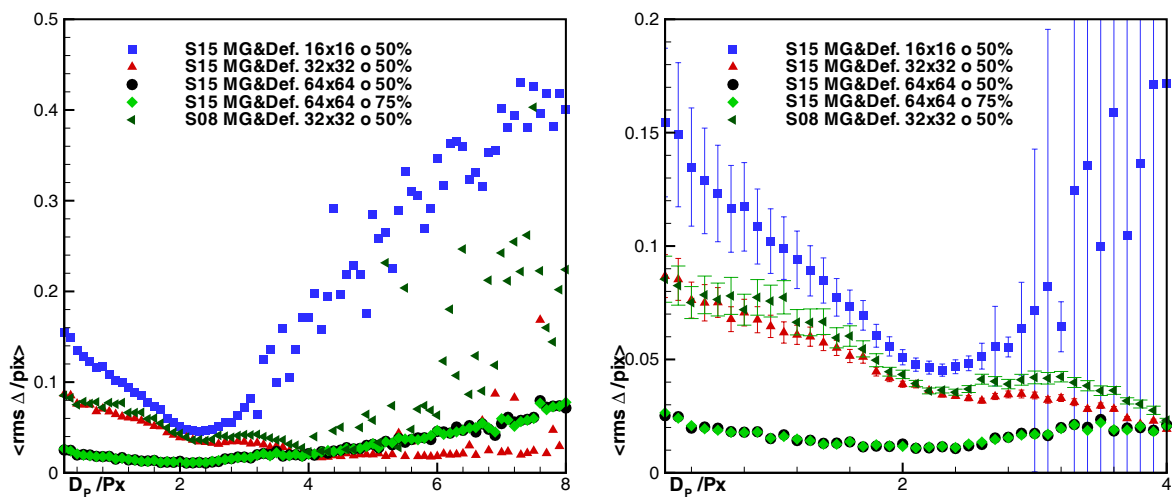 0.5
0.4
0.3
0.2
0.1
0
<rms Δ /pix>
S15 MG&Def. 16x16 o 50%
S15 MG&Def. 32x32 o 50%
S15 MG&Def. 64x64 o 50%
S15 MG&Def. 64x64 o 75%
S08 MG&Def. 32x32 o 50%
D_P /Px 2 4 6 8
0.2
0.15
0.1
0.05
0
<rms Δ /pix>
S15 MG&Def. 16x16 o 50%
S15 MG&Def. 32x32 o 50%
S15 MG&Def. 64x64 o 50%
S15 MG&Def. 64x64 o 75%
S08 MG&Def. 32x32 o 50%
D_P /Px 2 4